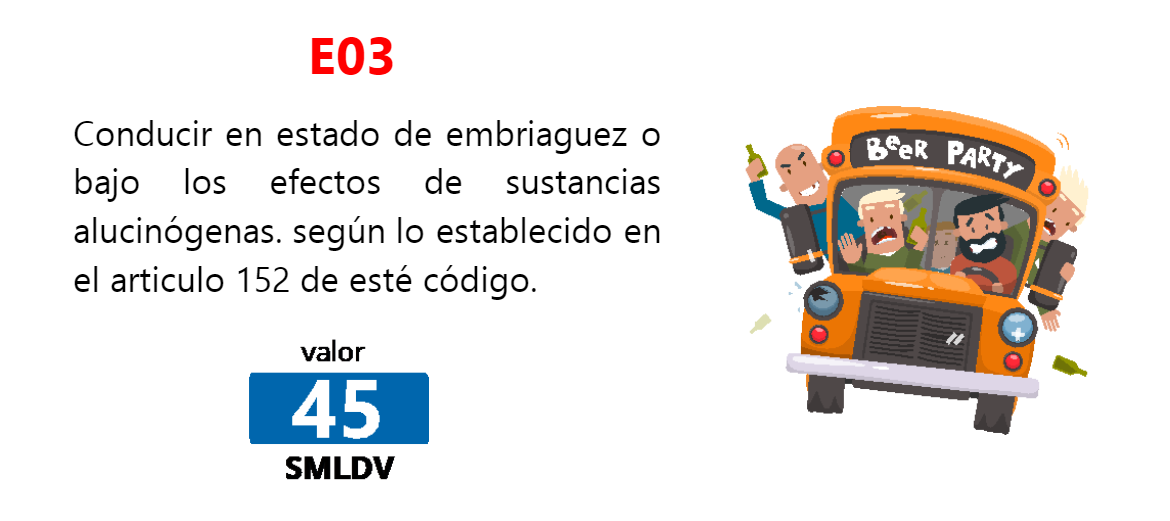 E03
Conducir en estado de embriaguez o
bajo los efectos de sustancias
alucinógenas. según lo establecido en
el articulo 152 de esté código.
valor
45
SMLDV
BeeR PARTY